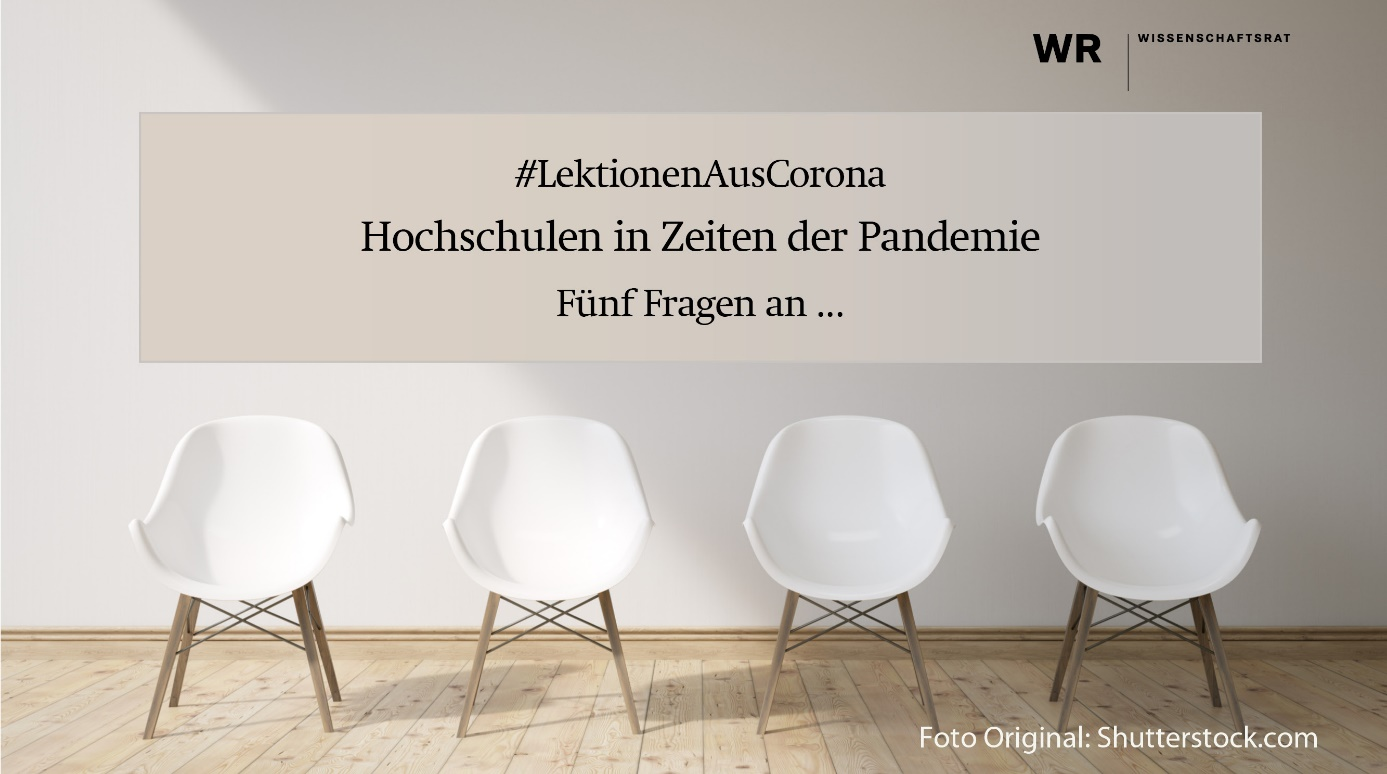 WR WISSENSCHAFTSRAT
#LektionenAusCorona
Hochschulen in Zeiten der Pandemie
Fünf Fragen an ...
Foto Original: Shutterstock.com